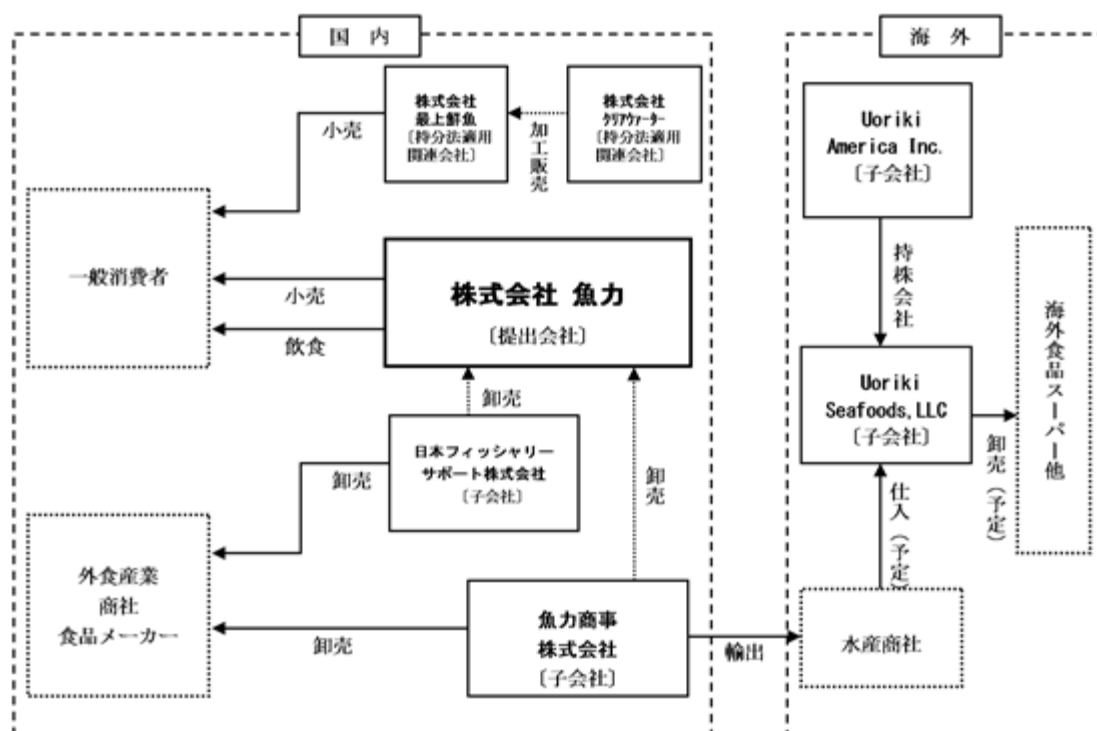 国 内
海 外
株式会社
最上鮮魚
〔持分法適用
関連会社〕
株式会社
クリアウォーター
〔持分法適用
関連会社〕
小売
加工販売
Uoriki
America Inc.
〔子会社〕
一般消費者
株式会社 魚力
〔提出会社〕
小売
飲食
持株会社
海外食品スーパー他
Uoriki
Seafoods,LLC
〔子会社〕
卸売
日本フィッシャリー
サポート株式会社
〔子会社〕
卸売
卸売
卸売（予定）
仕入（予定）
外食産業
商社
食品メーカー
卸売
魚力商事
株式会社
〔子会社〕
輸出
水産商社